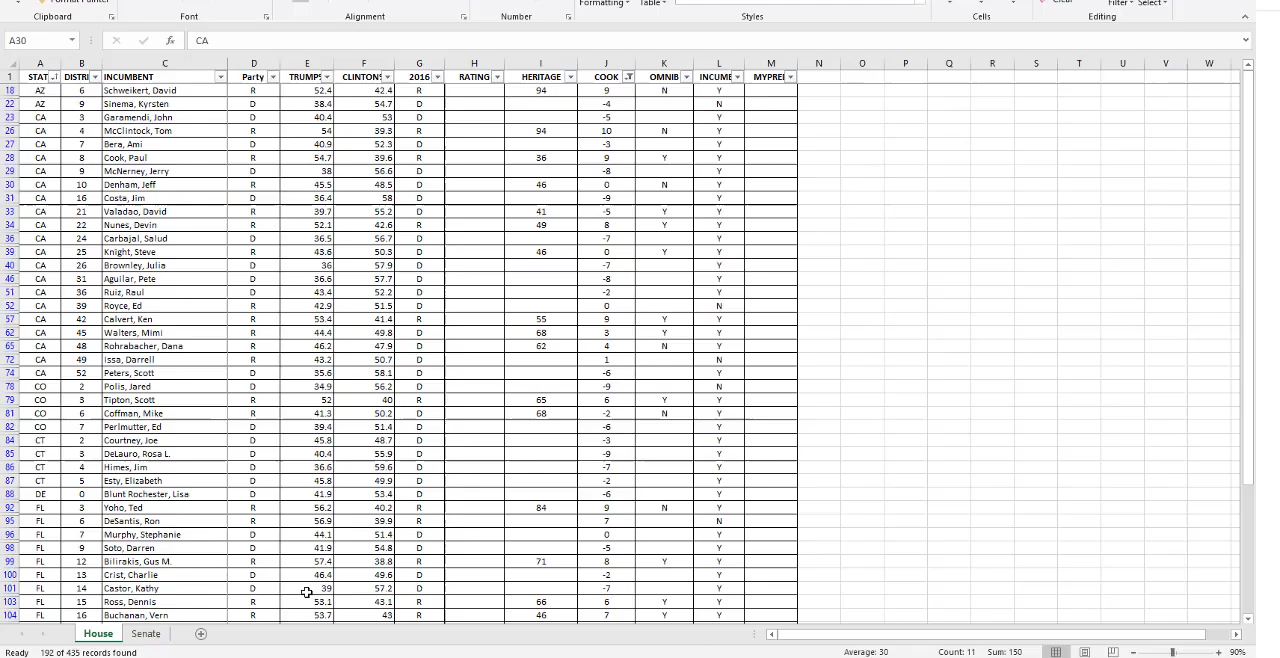 Format Painter Formatting Table Clear Filter Select
Clipboard Font Alignment Number Styles Cells Editing
A30 fx CA
A B C D E F G H I J K L M N O P Q R S T U V W
1 STAT DISTRI INCUMBENT Party TRUMP% CLINTON% 2016 RATING HERITAGE COOK OMNIB INCUME MYPREI
18 AZ 6 Schweikert, David R 52.4 42.4 R 94 9 N Y
22 AZ 9 Sinema, Kyrsten D 38.4 54.7 D -4 N
23 CA 3 Garamendi, John D 40.4 53 D -5 Y
26 CA 4 McClintock, Tom R 54 39.3 R 94 10 N Y
27 CA 7 Bera, Ami D 40.9 52.3 D -3 Y
28 CA 8 Cook, Paul R 54.7 39.6 R 36 9 Y Y
29 CA 9 McNerney, Jerry D 38 56.6 D -8 Y
30 CA 10 Denham, Jeff R 45.5 48.5 D 46 0 N Y
31 CA 16 Costa, Jim D 36.4 58 D -9 Y
33 CA 21 Valadao, David R 39.7 55.2 D 41 -5 Y Y
34 CA 22 Nunes, Devin R 52.1 42.6 R 49 8 Y Y
36 CA 24 Carbajal, Salud D 36.5 56.7 D -7 Y
39 CA 25 Knight, Steve R 43.6 50.3 D 46 0 Y Y
40 CA 26 Brownley, Julia D 36 57.9 D -7 Y
46 CA 31 Aguilar, Pete D 36.6 57.7 D -8 Y
51 CA 36 Ruiz, Raul D 43.4 52.2 D -2 Y
52 CA 39 Royce, Ed R 42.9 51.5 D 0 N
57 CA 42 Calvert, Ken R 53.4 41.4 R 55 9 Y Y
62 CA 45 Walters, Mimi R 44.4 49.8 D 68 3 Y Y
65 CA 48 Rohrabacher, Dana R 46.2 47.9 D 62 4 N Y
72 CA 49 Issa, Darrell R 43.2 50.7 D 1 N
74 CA 52 Peters, Scott D 35.6 58.1 D -6 Y
78 CO 2 Polis, Jared D 34.9 56.2 D -9 N
79 CO 3 Tipton, Scott R 52 40 R 65 6 Y Y
81 CO 6 Coffman, Mike R 41.3 50.2 D 68 -2 N Y
82 CO 7 Perlmutter, Ed D 39.4 51.4 D -6 Y
84 CT 2 Courtney, Joe D 45.8 48.7 D -3 Y
85 CT 3 DeLauro, Rosa L. D 40.4 55.9 D -9 Y
86 CT 4 Himes, Jim D 36.6 59.6 D -7 Y
87 CT 5 Esty, Elizabeth D 45.8 49.9 D -2 Y
88 DE 0 Blunt Rochester, Lisa D 41.9 53.4 D -6 Y
92 FL 3 Yoho, Ted R 56.2 40.2 R 84 9 N Y
95 FL 6 DeSantis, Ron R 56.9 39.9 R 7 N
96 FL 7 Murphy, Stephanie D 44.1 51.4 D 0 Y
98 FL 9 Soto, Darren D 41.9 54.8 D -5 Y
99 FL 12 Bilirakis, Gus M. R 57.4 38.8 R 71 8 Y Y
100 FL 13 Crist, Charlie D 46.4 49.6 D -2 Y
101 FL 14 Castor, Kathy D 39 57.2 D -7 Y
103 FL 15 Ross, Dennis R 53.1 43.1 R 66 6 Y Y
104 FL 16 Buchanan, Vern R 53.7 43 R 46 7 Y Y
House Senate
Ready 192 of 435 records found Average: 30 Count: 11 Sum: 150 90%